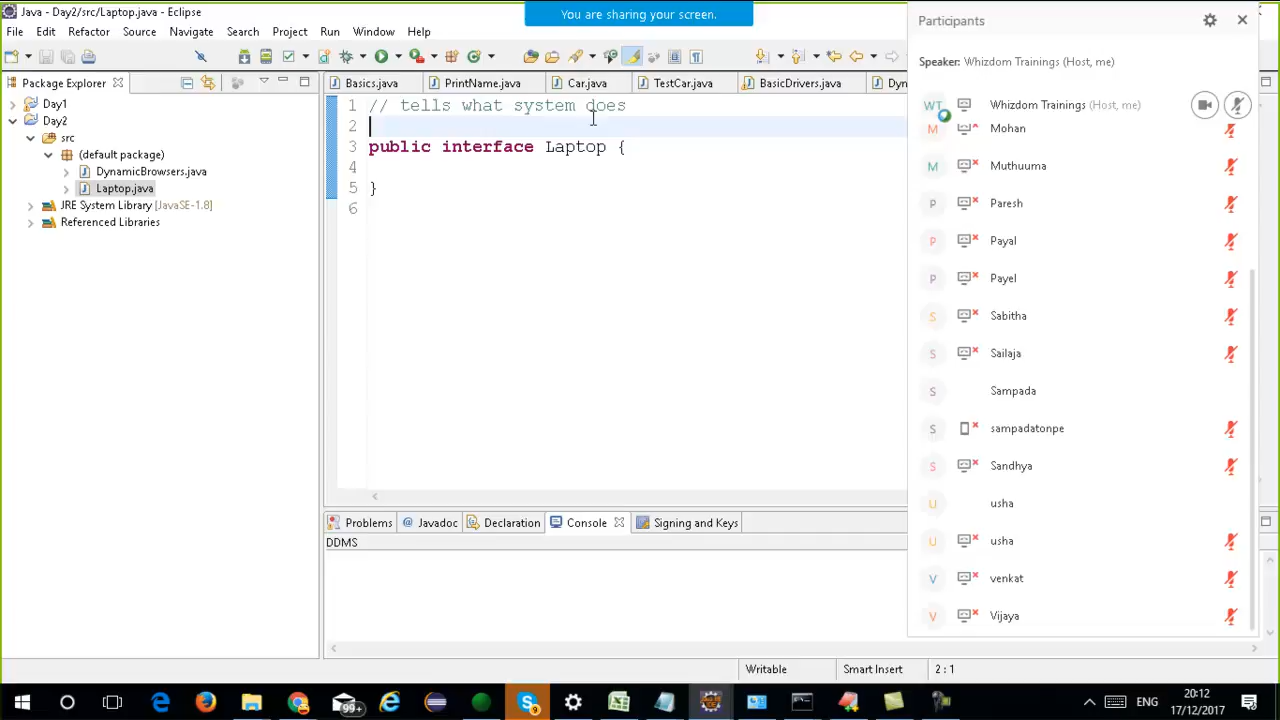 Java - Day2/src/Laptop.java - Eclipse
You are sharing your screen.
File Edit Refactor Source Navigate Search Project Run Window Help
Package Explorer
Day1
Day2
src
(default package)
DynamicBrowsers.java
Laptop.java
JRE System Library [JavaSE-1.8]
Referenced Libraries
Basics.java PrintName.java Car.java TestCar.java BasicDrivers.java Dyn
1 // tells what system does
2
3 public interface Laptop {
4
5 }
6
Problems @ Javadoc Declaration Console Signing and Keys
DDMS
Writable Smart Insert 2 : 1
Participants
Speaker: Whizdom Trainings (Host, me)
WT Whizdom Trainings (Host, me)
M Mohan
M Muthuuma
P Paresh
P Payal
P Payel
S Sabitha
S Sailaja
S Sampada
S sampadatonpe
S Sandhya
U usha
U usha
V venkat
V Vijaya
99+
9
ENG
20:12
17/12/2017